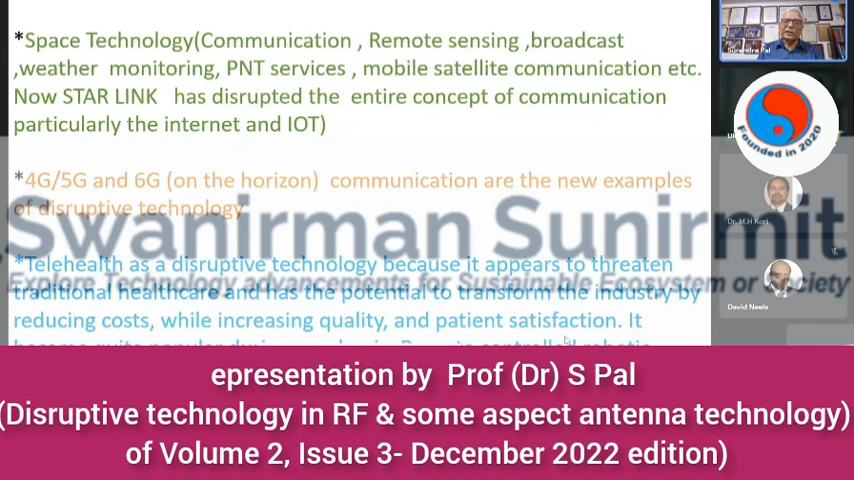 *Space Technology(Communication , Remote sensing ,broadcast
,weather monitoring, PNT services , mobile satellite communication etc.
Now STAR LINK has disrupted the entire concept of communication
particularly the internet and IOT)
*4G/5G and 6G (on the horizon) communication are the new examples
of disruptive technology
Swanirman Sunirmit
Explore Technology advancements for Sustainable Ecosystem or Society
*Telehealth as a disruptive technology because it appears to threaten
traditional healthcare and has the potential to transform the industry by
reducing costs, while increasing quality, and patient satisfaction. It
Surendra Pal
Founded in 2020
Dr. M.H Kori
David Neela
epresentation by Prof (Dr) S Pal
(Disruptive technology in RF & some aspect antenna technology)
of Volume 2, Issue 3- December 2022 edition)